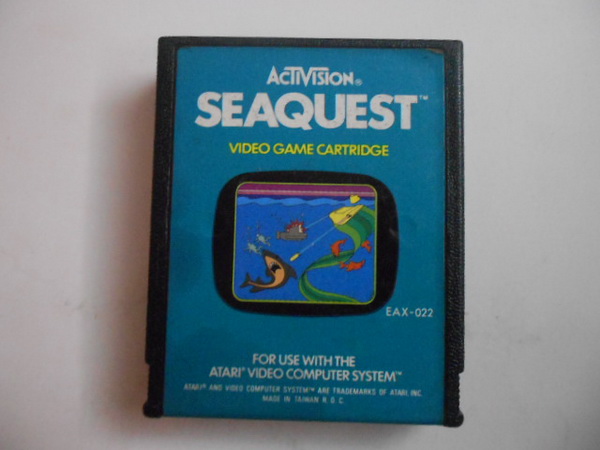 ACTIVISION®
SEAQUEST™
VIDEO GAME CARTRIDGE
EAX-022
FOR USE WITH THE
ATARI® VIDEO COMPUTER SYSTEM™
ATARI® AND VIDEO COMPUTER SYSTEM™ ARE TRADEMARKS OF ATARI, INC.
MADE IN TAIWAN R.O.C.